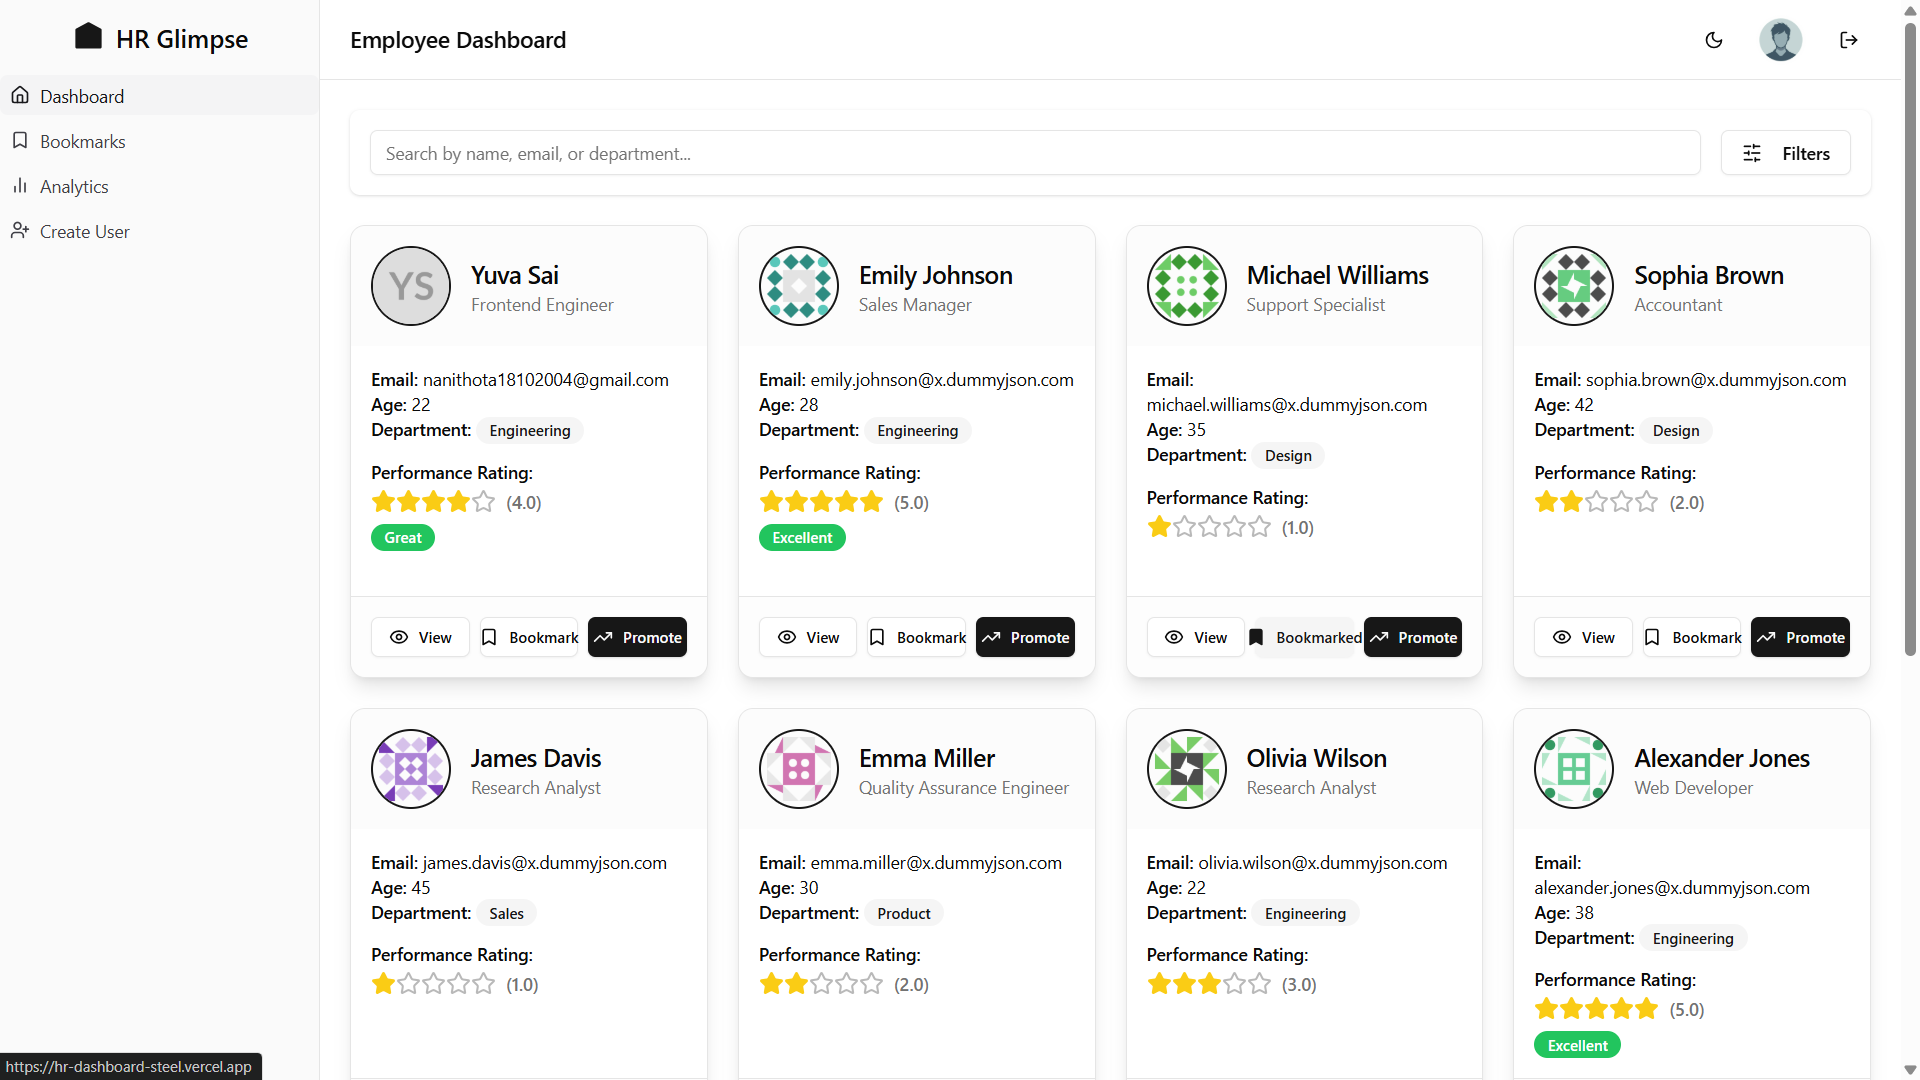 HR Glimpse
Employee Dashboard
Dashboard
Bookmarks
Analytics
Create User
Search by name, email, or department...
Filters
YS
Yuva Sai
Frontend Engineer
Email: nanithota18102004@gmail.com
Age: 22
Department: Engineering
Performance Rating:
(4.0)
Great
View Bookmark Promote
Emily Johnson
Sales Manager
Email: emily.johnson@x.dummyjson.com
Age: 28
Department: Engineering
Performance Rating:
(5.0)
Excellent
View Bookmark Promote
Michael Williams
Support Specialist
Email:
michael.williams@x.dummyjson.com
Age: 35
Department: Design
Performance Rating:
(1.0)
View Bookmarked Promote
Sophia Brown
Accountant
Email: sophia.brown@x.dummyjson.com
Age: 42
Department: Design
Performance Rating:
(2.0)
View Bookmark Promote
James Davis
Research Analyst
Email: james.davis@x.dummyjson.com
Age: 45
Department: Sales
Performance Rating:
(1.0)
Emma Miller
Quality Assurance Engineer
Email: emma.miller@x.dummyjson.com
Age: 30
Department: Product
Performance Rating:
(2.0)
Olivia Wilson
Research Analyst
Email: olivia.wilson@x.dummyjson.com
Age: 22
Department: Engineering
Performance Rating:
(3.0)
Alexander Jones
Web Developer
Email:
alexander.jones@x.dummyjson.com
Age: 38
Department: Engineering
Performance Rating:
(5.0)
Excellent
https://hr-dashboard-steel.vercel.app